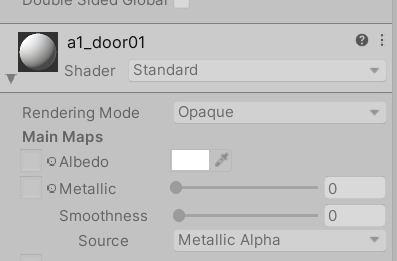 Double Sided Global
a1_door01
Shader Standard
Rendering Mode Opaque
Main Maps
Albedo
Metallic 0
Smoothness 0
Source Metallic Alpha